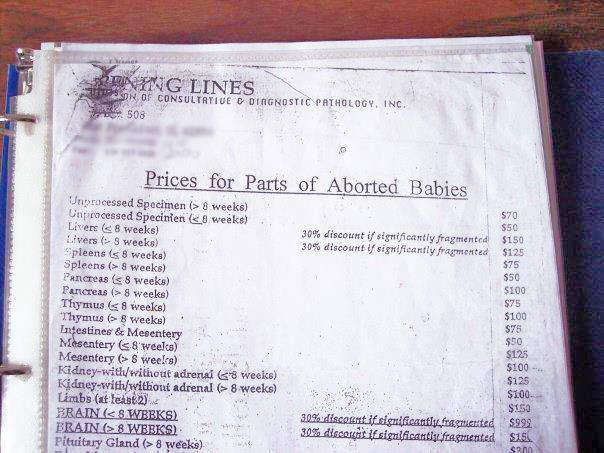 NING LINES
ON OF CONSULTATIVE & DIAGNOSTIC PATHOLOGY, INC.
508
Prices for Parts of Aborted Babies
Unprocessed Specimen (> 8 weeks) $70
Unprocessed Specimen (≤ 8 weeks) $50
Livers (≤ 8 weeks) 30% discount if significantly fragmented $150
Livers (> 8 weeks) 30% discount if significantly fragmented $125
Spleens (≤ 8 weeks) $75
Spleens (> 8 weeks) $50
Pancreas (≤ 8 weeks) $100
Pancreas (> 8 weeks) $75
Thymus (≤ 8 weeks) $100
Thymus (> 8 weeks) $75
Intestines & Mesentery $50
Mesentery (≤ 8 weeks) $125
Mesentery (> 8 weeks) $100
Kidney-with/without adrenal (≤ 8 weeks) $125
Kidney-with/without adrenal (> 8 weeks) $100
Limbs (at least 2) $150
BRAIN (< 8 WEEKS) 30% discount if significantly fragmented $999
BRAIN (> 8 WEEKS) 30% discount if significantly fragmented
Pituitary Gland (> 8 weeks)